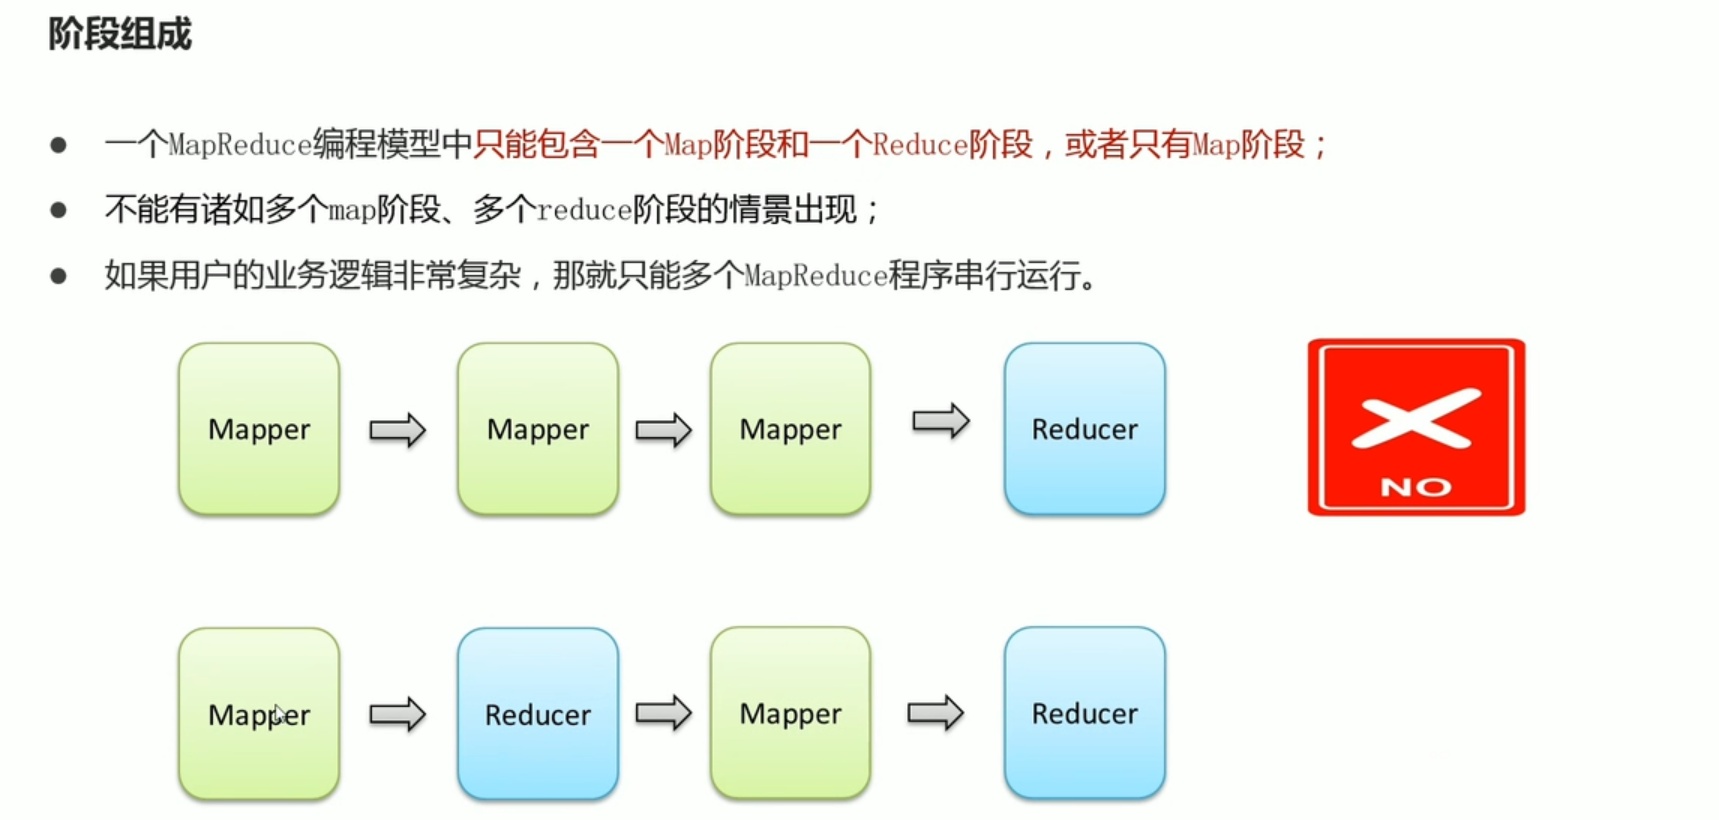 阶段组成
一个MapReduce编程模型中只能包含一个Map阶段和一个Reduce阶段，或者只有Map阶段；
不能有诸如多个map阶段、多个reduce阶段的情景出现；
如果用户的业务逻辑非常复杂，那就只能多个MapReduce程序串行运行。
Mapper Mapper Mapper Reducer
NO
Mapper Reducer Mapper Reducer